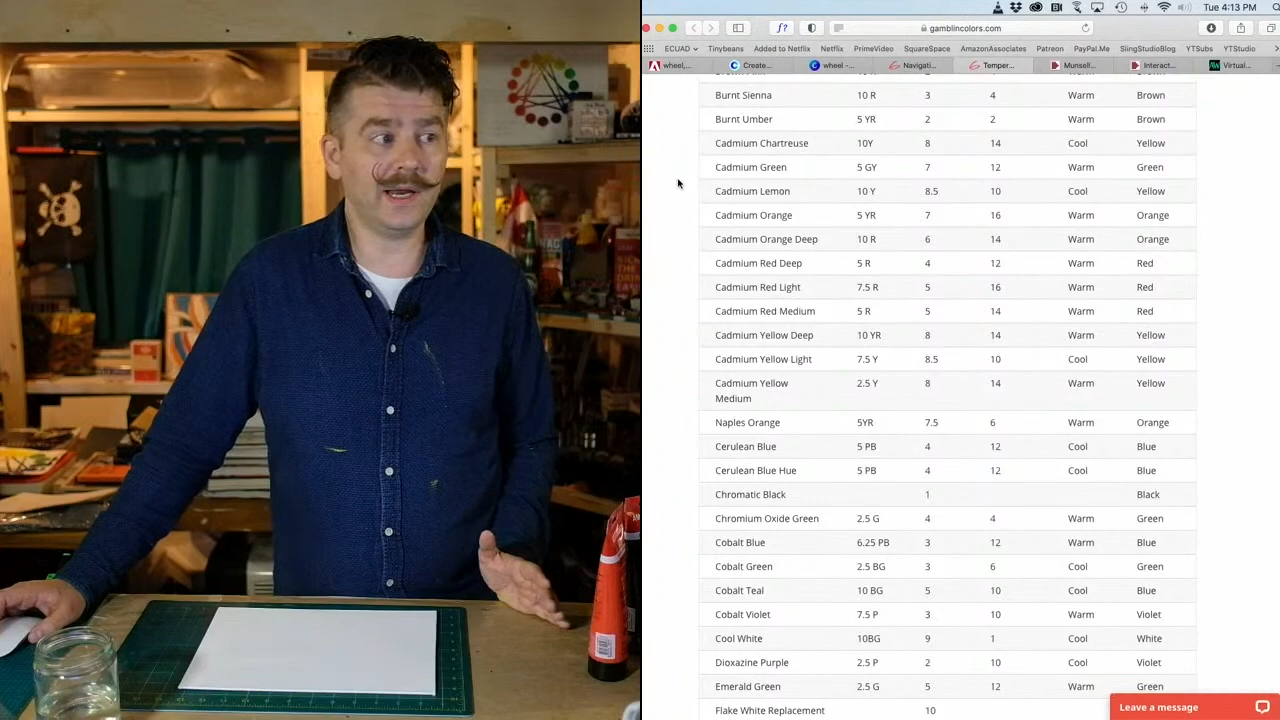 Tue 4:13 PM
gamblincolors.com
ECUAD Tinybeans Added to Netflix Netflix PrimeVideo SquareSpace AmazonAssociates Patreon PayPal.Me SingStudioBlog YTSubs YTStudio
wheel,... Create... wheel -... Navigati... Temper... Munsell... Interact... Virtual...
Burnt Sienna 10 R 3 4 Warm Brown
Burnt Umber 5 YR 2 2 Warm Brown
Cadmium Chartreuse 10Y 8 14 Cool Yellow
Cadmium Green 7 12 Warm Green
Cadmium Lemon 10 Y 8.5 10 Cool Yellow
Cadmium Orange 5 YR 7 16 Warm Orange
Cadmium Orange Deep 10 R 6 14 Warm Orange
Cadmium Red Deep 5 R 4 12 Warm Red
Cadmium Red Light 7.5 R 5 16 Warm Red
Cadmium Red Medium 5 R 5 14 Warm Red
Cadmium Yellow Deep 10 YR 8 14 Warm Yellow
Cadmium Yellow Light 7.5 Y 8.5 10 Cool Yellow
Cadmium Yellow 2.5 Y 8 14 Warm Yellow
Medium
Naples Orange 5YR 7.5 6 Warm Orange
Cerulean Blue 5 PB 4 12 Cool Blue
Cerulean Blue Hue 5 PB 4 12 Cool Blue
Chromatic Black 1 Black
Chromium Oxide Green 2.5 G 4 4 Warm Green
Cobalt Blue 6.25 PB 3 12 Warm Blue
Cobalt Green 2.5 BG 3 6 Cool Green
Cobalt Teal 10 BG 5 10 Cool Blue
Cobalt Violet 7.5 P 3 10 Warm Violet
Cool White 10BG 9 1 Cool White
Dioxazine Purple 2.5 P 2 10 Cool Violet
Emerald Green Warm Green
10
Leave a message